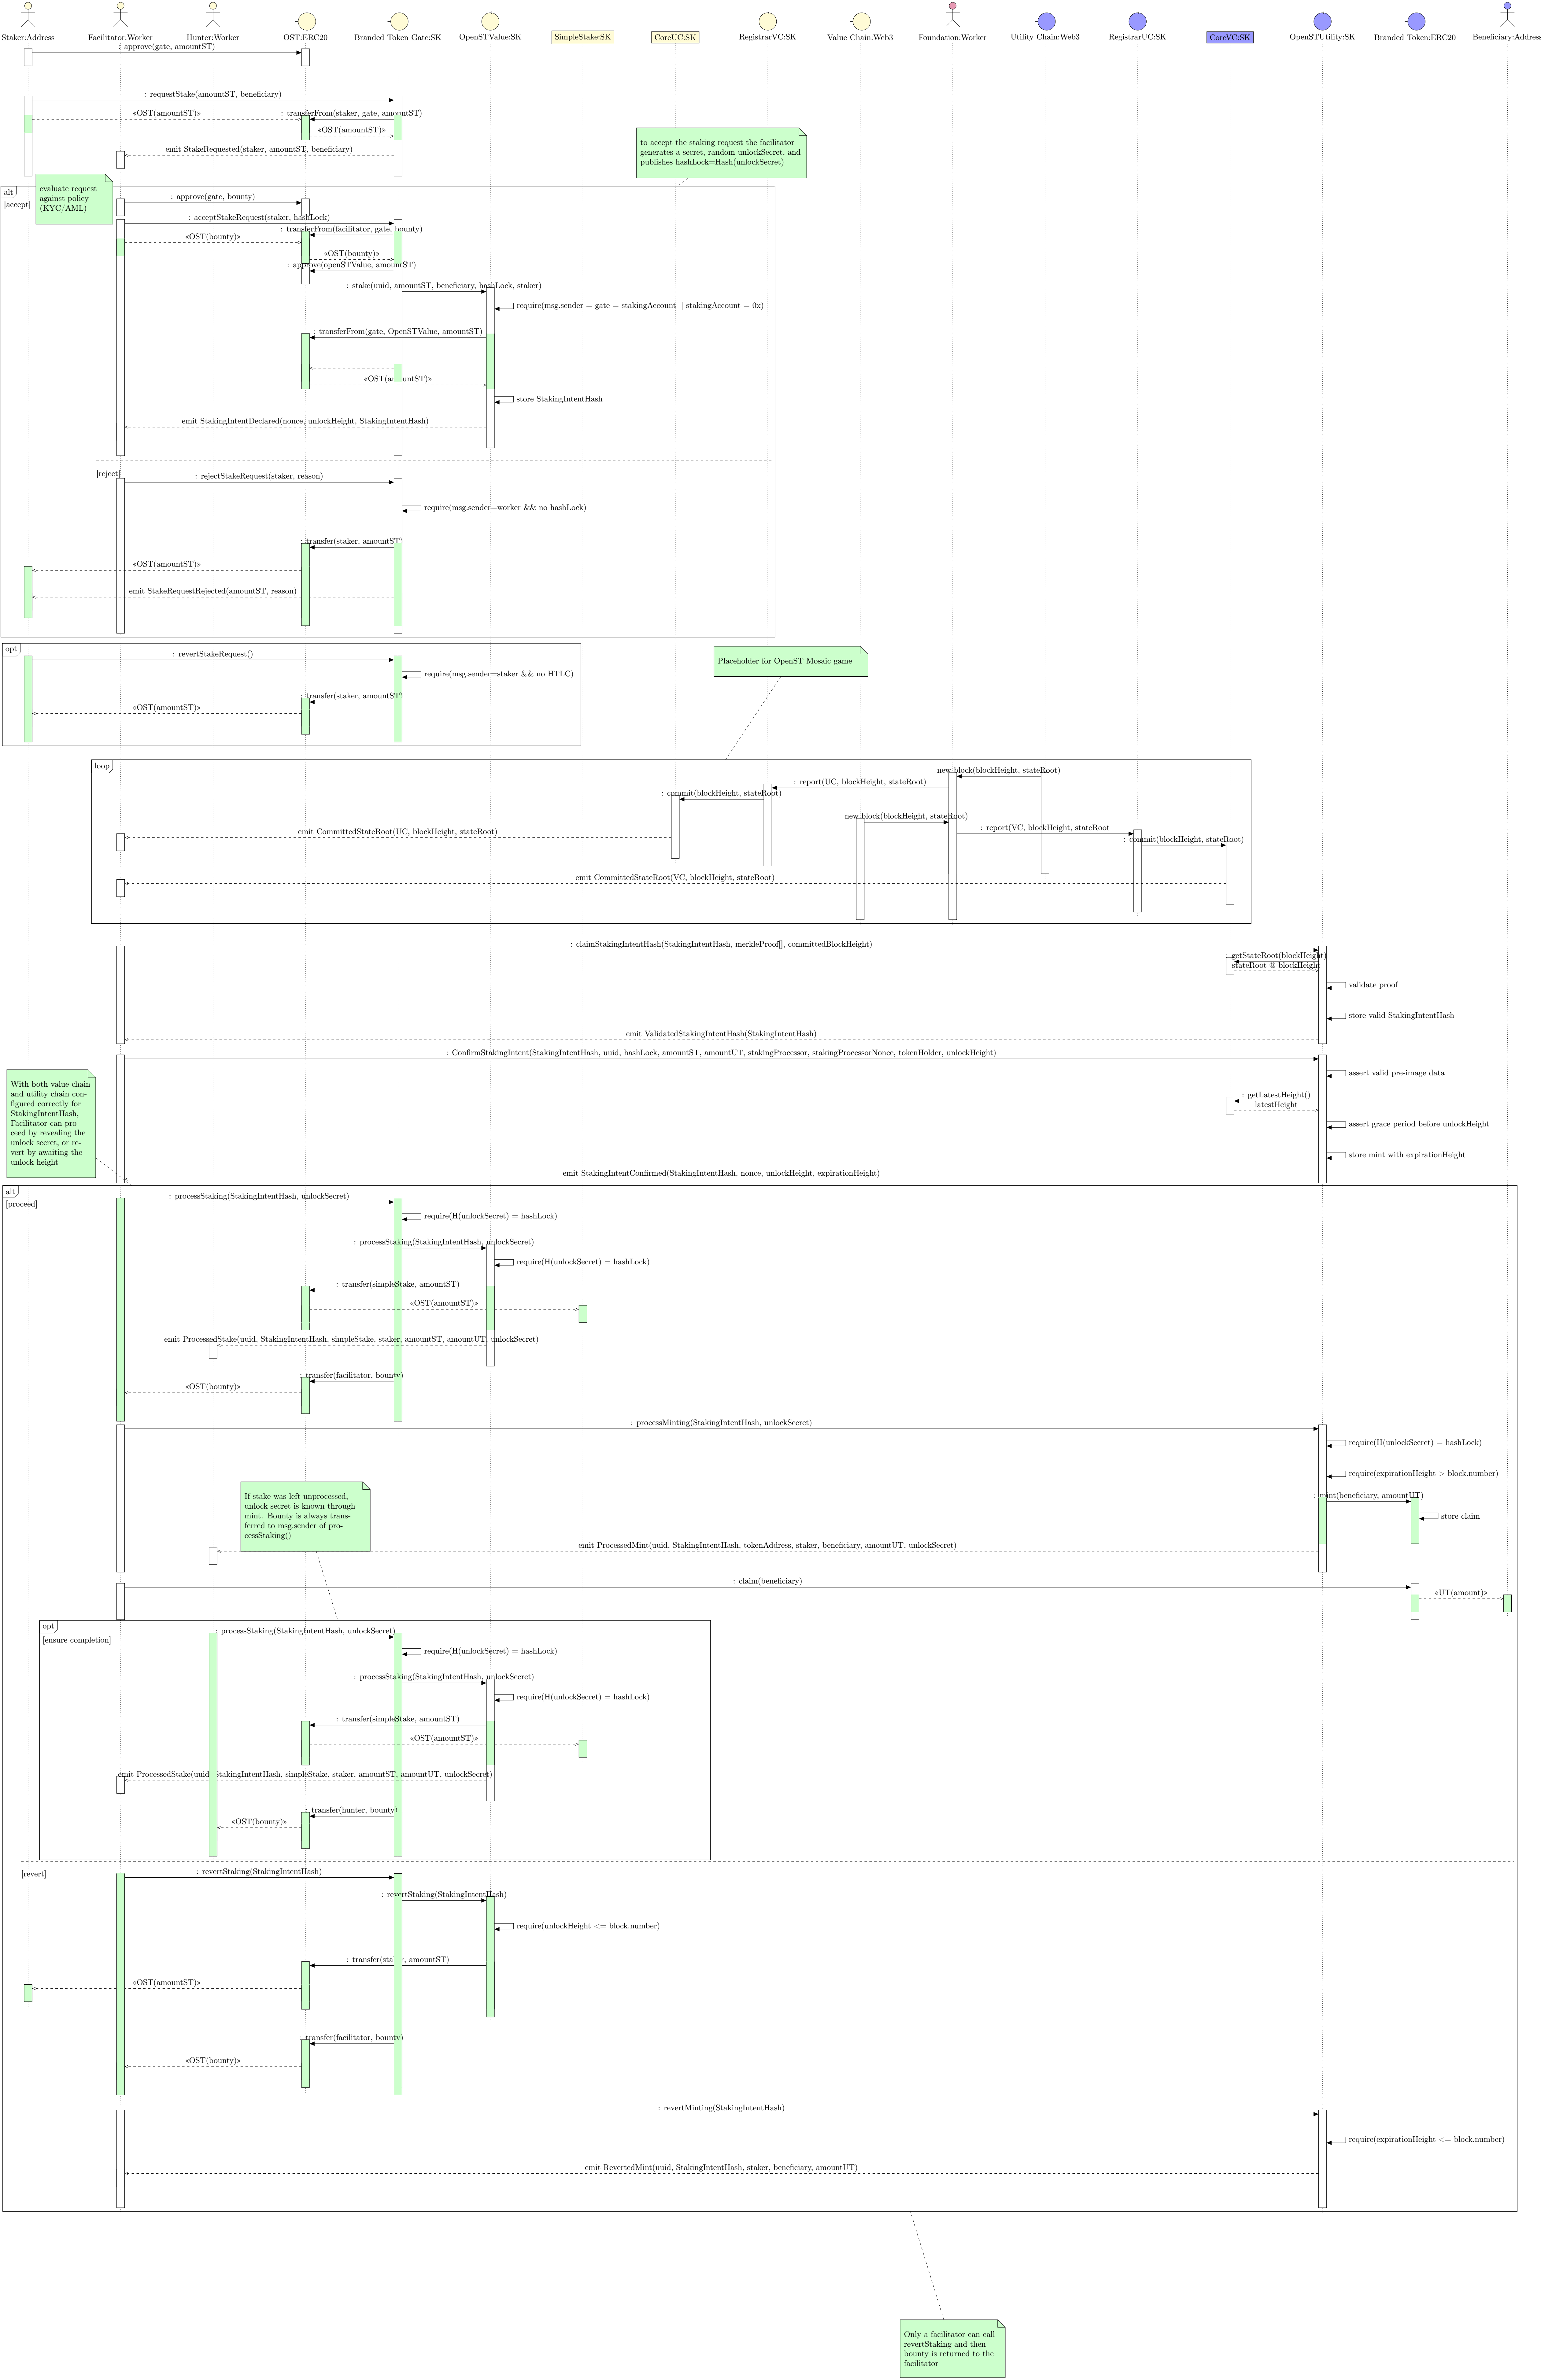 Staker:Address
Facilitator:Worker
Hunter:Worker
OST:ERC20
Branded Token Gate:SK
OpenSTValue:SK
SimpleStake:SK
CoreUC:SK
RegistrarVC:SK
Value Chain:Web3
Foundation:Worker
Utility Chain:Web3
RegistrarUC:SK
CoreVC:SK
OpenSTUtility:SK
Branded Token:ERC20
Beneficiary:Address
: approve(gate, amountST)
: requestStake(amountST, beneficiary)
«OST(amountST)»
: transferFrom(staker, gate, amountST)
«OST(amountST)»
emit StakeRequested(staker, amountST, beneficiary)
to accept the staking request the facilitator
generates a secret, random unlockSecret, and
publishes hashLock=Hash(unlockSecret)
alt
[accept]
evaluate request
against policy
(KYC/AML)
: approve(gate, bounty)
: acceptStakeRequest(staker, hashLock)
: transferFrom(facilitator, gate, bounty)
«OST(bounty)»
«OST(bounty)»
: approve(openSTValue, amountST)
: stake(uuid, amountST, beneficiary, hashLock, staker)
require(msg.sender = gate = stakingAccount || stakingAccount = 0x)
: transferFrom(gate, OpenSTValue, amountST)
«OST(amountST)»
store StakingIntentHash
emit StakingIntentDeclared(nonce, unlockHeight, StakingIntentHash)
[reject]
: rejectStakeRequest(staker, reason)
require(msg.sender=worker && no hashLock)
: transfer(staker, amountST)
«OST(amountST)»
emit StakeRequestRejected(amountST, reason)
opt
: revertStakeRequest()
require(msg.sender=staker && no HTLC)
: transfer(staker, amountST)
«OST(amountST)»
Placeholder for OpenST Mosaic game
loop
new block(blockHeight, stateRoot)
: report(UC, blockHeight, stateRoot)
: commit(blockHeight, stateRoot)
new block(blockHeight, stateRoot)
: report(VC, blockHeight, stateRoot
emit CommittedStateRoot(UC, blockHeight, stateRoot)
: commit(blockHeight, stateRoot)
emit CommittedStateRoot(VC, blockHeight, stateRoot)
: claimStakingIntentHash(StakingIntentHash, merkleProof[], committedBlockHeight)
: getStateRoot(blockHeight)
stateRoot @ blockHeight
validate proof
store valid StakingIntentHash
emit ValidatedStakingIntentHash(StakingIntentHash)
: ConfirmStakingIntent(StakingIntentHash, uuid, hashLock, amountST, amountUT, stakingProcessor, stakingProcessorNonce, tokenHolder, unlockHeight)
assert valid pre-image data
: getLatestHeight()
latestHeight
assert grace period before unlockHeight
store mint with expirationHeight
emit StakingIntentConfirmed(StakingIntentHash, nonce, unlockHeight, expirationHeight)
With both value chain
and utility chain con-
figured correctly for
StakingIntentHash,
Facilitator can pro-
ceed by revealing the
unlock secret, or re-
vert by awaiting the
unlock height
alt
[proceed]
: processStaking(StakingIntentHash, unlockSecret)
require(H(unlockSecret) = hashLock)
: processStaking(StakingIntentHash, unlockSecret)
require(H(unlockSecret) = hashLock)
: transfer(simpleStake, amountST)
«OST(amountST)»
emit ProcessedStake(uuid, StakingIntentHash, simpleStake, staker, amountST, amountUT, unlockSecret)
: transfer(facilitator, bounty)
«OST(bounty)»
: processMinting(StakingIntentHash, unlockSecret)
require(H(unlockSecret) = hashLock)
require(expirationHeight > block.number)
: mint(beneficiary, amountUT)
store claim
If stake was left unprocessed,
unlock secret is known through
mint. Bounty is always trans-
ferred to msg.sender of pro-
cessStaking()
emit ProcessedMint(uuid, StakingIntentHash, tokenAddress, staker, beneficiary, amountUT, unlockSecret)
: claim(beneficiary)
«UT(amount)»
opt
[ensure completion]
: processStaking(StakingIntentHash, unlockSecret)
require(H(unlockSecret) = hashLock)
: processStaking(StakingIntentHash, unlockSecret)
require(H(unlockSecret) = hashLock)
: transfer(simpleStake, amountST)
«OST(amountST)»
emit ProcessedStake(uuid, StakingIntentHash, simpleStake, staker, amountST, amountUT, unlockSecret)
: transfer(hunter, bounty)
«OST(bounty)»
[revert]
: revertStaking(StakingIntentHash)
: revertStaking(StakingIntentHash)
require(unlockHeight <= block.number)
: transfer(staker, amountST)
«OST(amountST)»
: transfer(facilitator, bounty)
«OST(bounty)»
: revertMinting(StakingIntentHash)
require(expirationHeight <= block.number)
emit RevertedMint(uuid, StakingIntentHash, staker, beneficiary, amountUT)
Only a facilitator can call
revertStaking and then
bounty is returned to the
facilitator